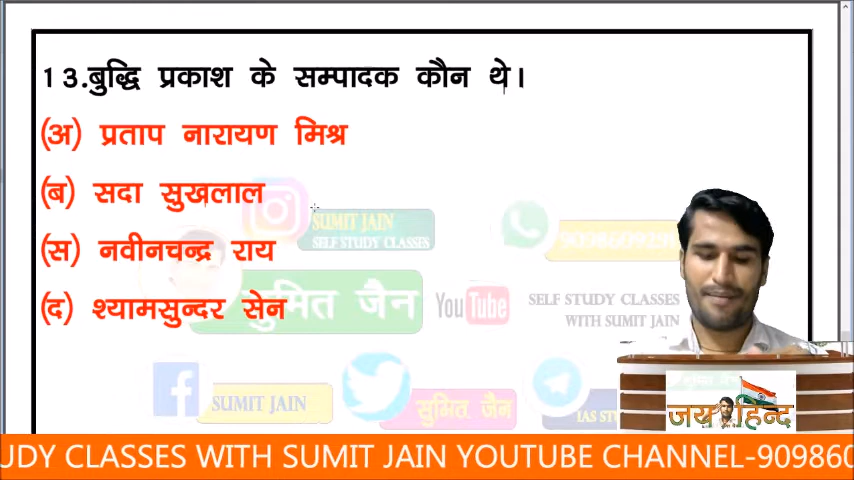 13.बुद्धि प्रकाश के सम्पादक कौन थे।
(अ) प्रताप नारायण मिश्र
(ब) सदा सुखलाल
SUMIT JAIN
SELF STUDY CLASSES
(स) नवीनचन्द्र राय
(द) श्यामसुन्दर सेन
सुमित जैन
YouTube
SELF STUDY CLASSES
WITH SUMIT JAIN
SUMIT JAIN
सुमित जैन
जय हिन्द
UDY CLASSES WITH SUMIT JAIN YOUTUBE CHANNEL-909860